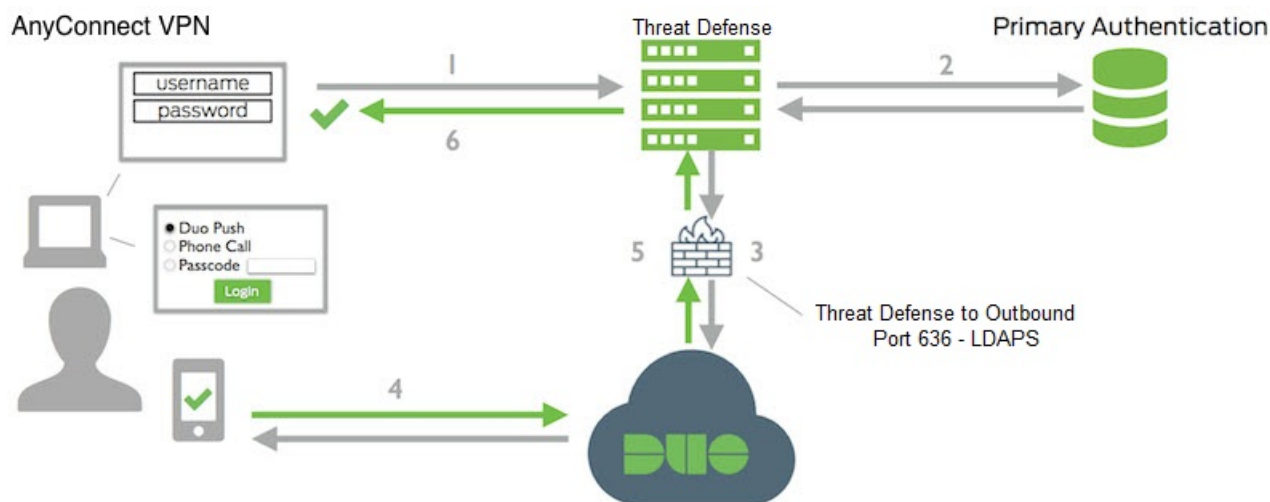 AnyConnect VPN
Threat Defense
Primary Authentication
username
password
1
2
6
Duo Push
Phone Call
Passcode
Login
5
3
Threat Defense to Outbound
Port 636 - LDAPS
4
DUO